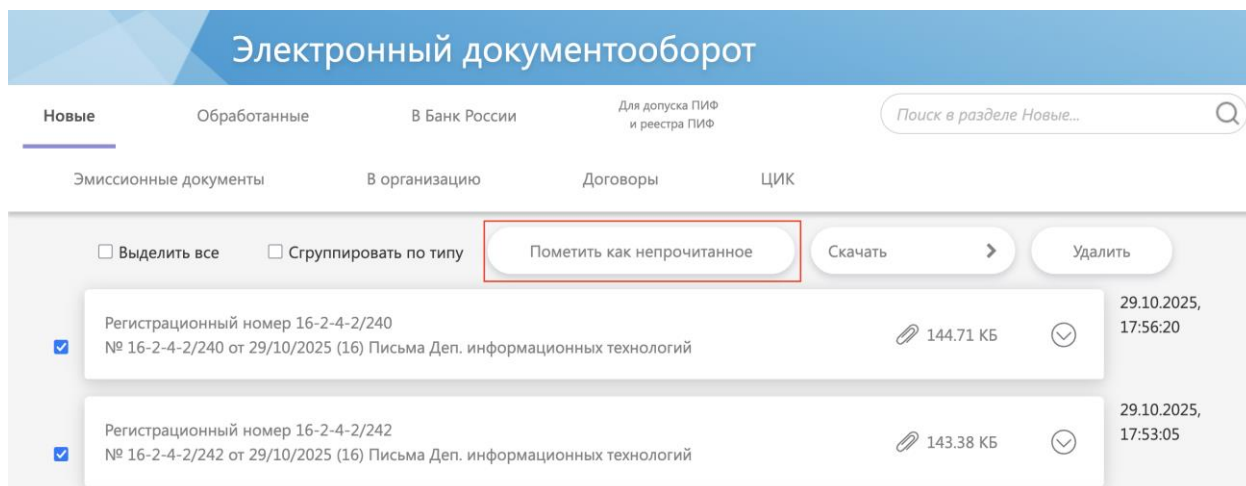 Электронный документооборот
Новые
Обработанные
В Банк России
Для допуска ПИФ
и реестра ПИФ
Поиск в разделе Новые...
Эмиссионные документы
В организацию
Договоры
ЦИК
Выделить все
Сгруппировать по типу
Пометить как непрочитанное
Скачать
Удалить
Регистрационный номер 16-2-4-2/240
№ 16-2-4-2/240 от 29/10/2025 (16) Письма Деп. информационных технологий
144.71 КБ
29.10.2025,
17:56:20
Регистрационный номер 16-2-4-2/242
№ 16-2-4-2/242 от 29/10/2025 (16) Письма Деп. информационных технологий
143.38 КБ
29.10.2025,
17:53:05